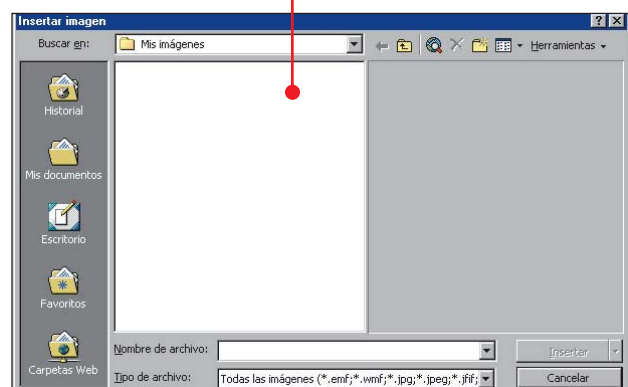 Insertar imagen
Buscar en: Mis imágenes Herramientas
Historial
Mis documentos
Escritorio
Favoritos
Carpetas Web
Nombre de archivo: Insertar
Tipo de archivo: Todas las imágenes (*.emf;*.wmf;*.jpg;*.jpeg;*.jfif; Cancelar